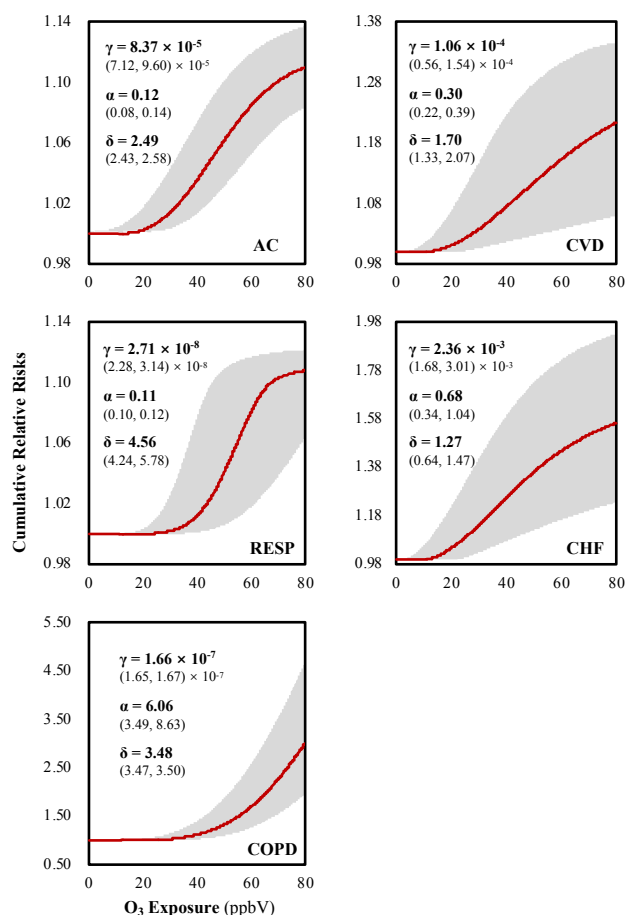 1.14
1.10
1.06
1.02
0.98
γ = 8.37 × 10-5
(7.12, 9.60) × 10-5
α = 0.12
(0.08, 0.14)
δ = 2.49
(2.43, 2.58)
AC
0 20 40 60 80
1.38
1.28
1.18
1.08
0.98
γ = 1.06 × 10-4
(0.56, 1.54) × 10-4
α = 0.30
(0.22, 0.39)
δ = 1.70
(1.33, 2.07)
CVD
0 20 40 60 80
1.14
1.10
1.06
1.02
0.98
γ = 2.71 × 10-8
(2.28, 3.14) × 10-8
α = 0.11
(0.10, 0.12)
δ = 4.56
(4.24, 5.78)
RESP
0 20 40 60 80
1.98
1.78
1.58
1.38
1.18
0.98
γ = 2.36 × 10-3
(1.68, 3.01) × 10-3
α = 0.68
(0.34, 1.04)
δ = 1.27
(0.64, 1.47)
CHF
0 20 40 60 80
Cumulative Relative Risks
5.50
4.50
3.50
2.50
1.50
0.50
γ = 1.66 × 10-7
(1.65, 1.67) × 10-7
α = 6.06
(3.49, 8.63)
δ = 3.48
(3.47, 3.50)
COPD
0 20 40 60 80
O3 Exposure (ppbV)